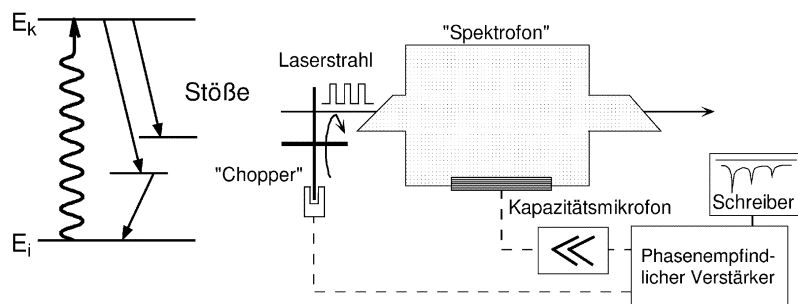 E_k
Stöße
E_i
"Spektrofon"
Laserstrahl
"Chopper"
Kapazitätsmikrofon
Schreiber
Phasenempfind-
licher Verstärker